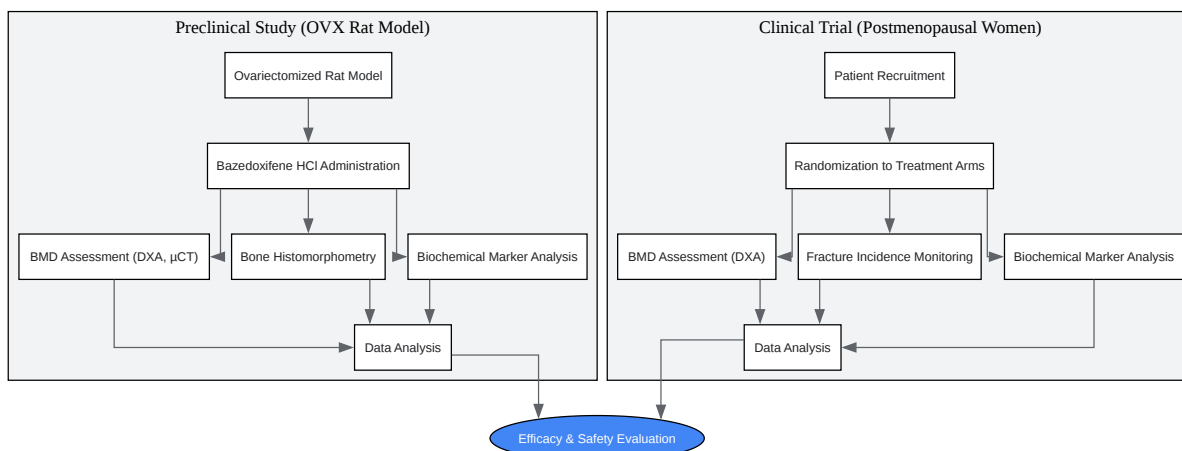 Preclinical Study (OVX Rat Model)
Ovariectomized Rat Model
Bazedoxifene HCl Administration
BMD Assessment (DXA, µCT)
Bone Histomorphometry
Biochemical Marker Analysis
Data Analysis
Clinical Trial (Postmenopausal Women)
Patient Recruitment
Randomization to Treatment Arms
BMD Assessment (DXA)
Fracture Incidence Monitoring
Biochemical Marker Analysis
Data Analysis
Efficacy & Safety Evaluation